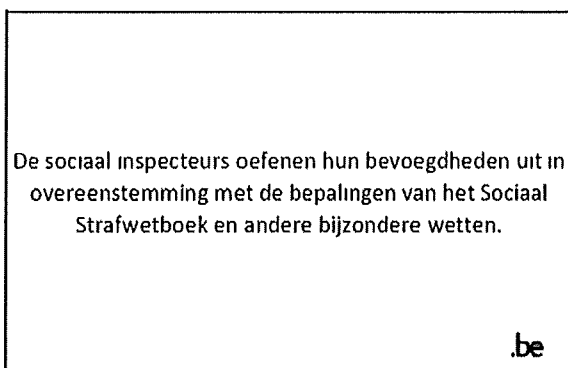 De sociaal inspecteurs oefenen hun bevoegdheden uit in
overeenstemming met de bepalingen van het Sociaal
Strafwetboek en andere bijzondere wetten.
.be